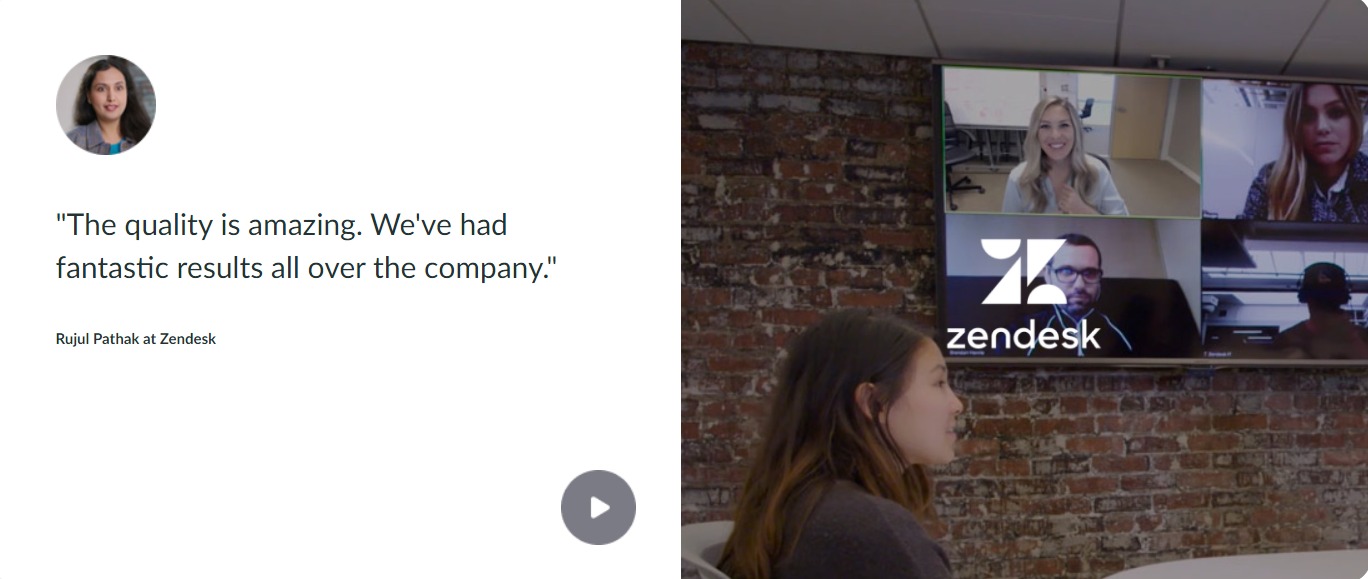 "The quality is amazing. We've had
fantastic results all over the company."
Rujul Pathak at Zendesk
zendesk